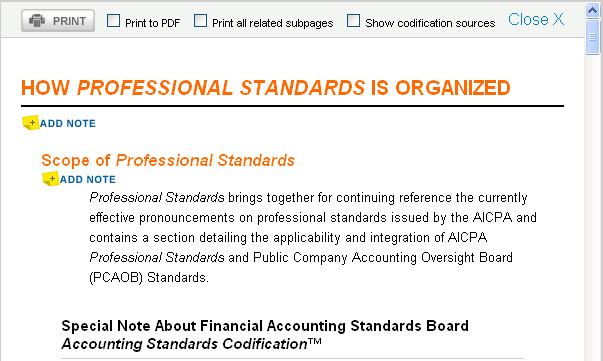 PRINT Print to PDF Print all related subpages Show codification sources Close X
HOW PROFESSIONAL STANDARDS IS ORGANIZED
ADD NOTE
Scope of Professional Standards
ADD NOTE
Professional Standards brings together for continuing reference the currently
effective pronouncements on professional standards issued by the AICPA and
contains a section detailing the applicability and integration of AICPA
Professional Standards and Public Company Accounting Oversight Board
(PCAOB) Standards.
Special Note About Financial Accounting Standards Board
Accounting Standards Codification™